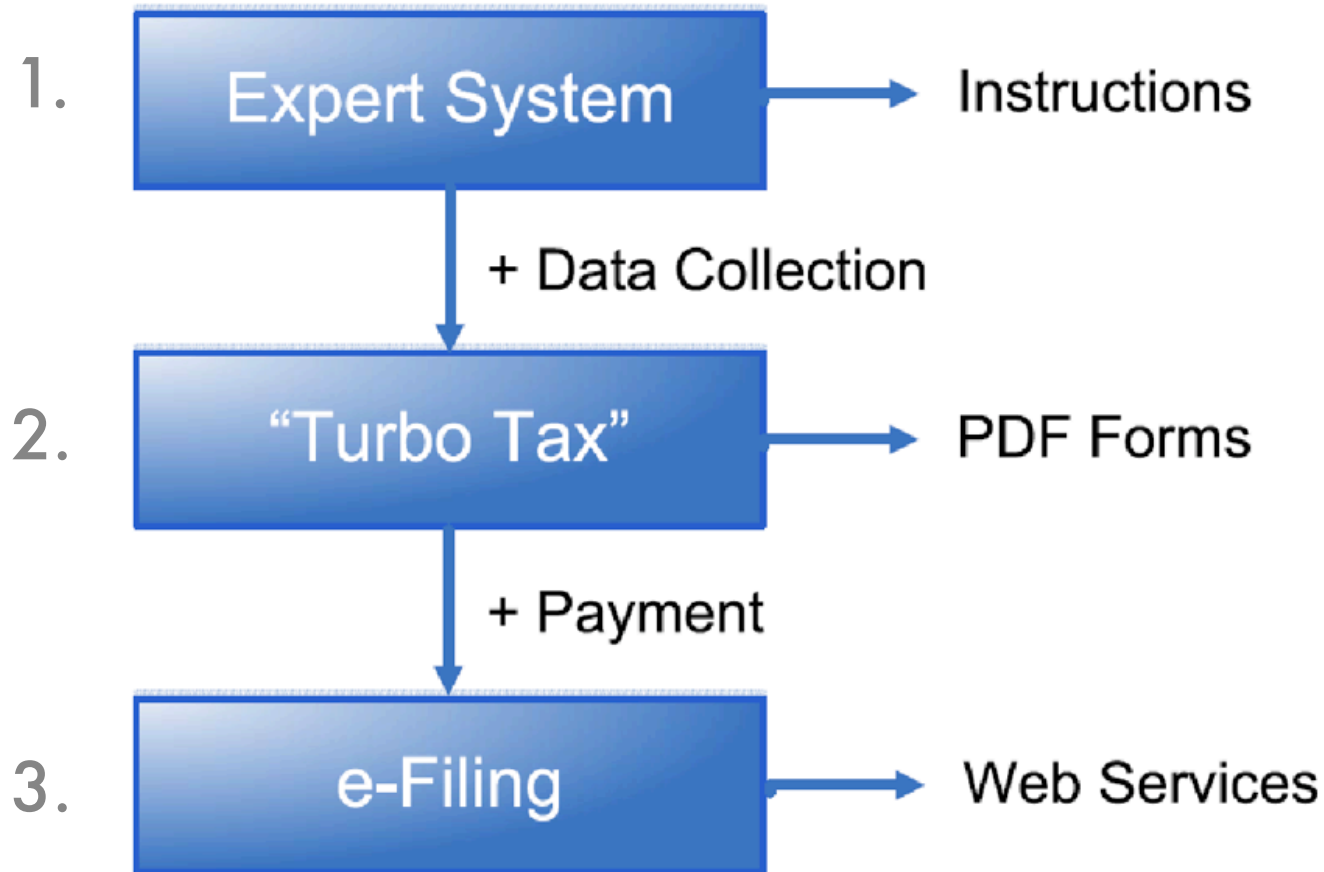 1.
Expert System
Instructions
+ Data Collection
2.
“Turbo Tax”
PDF Forms
+ Payment
3.
e-Filing
Web Services